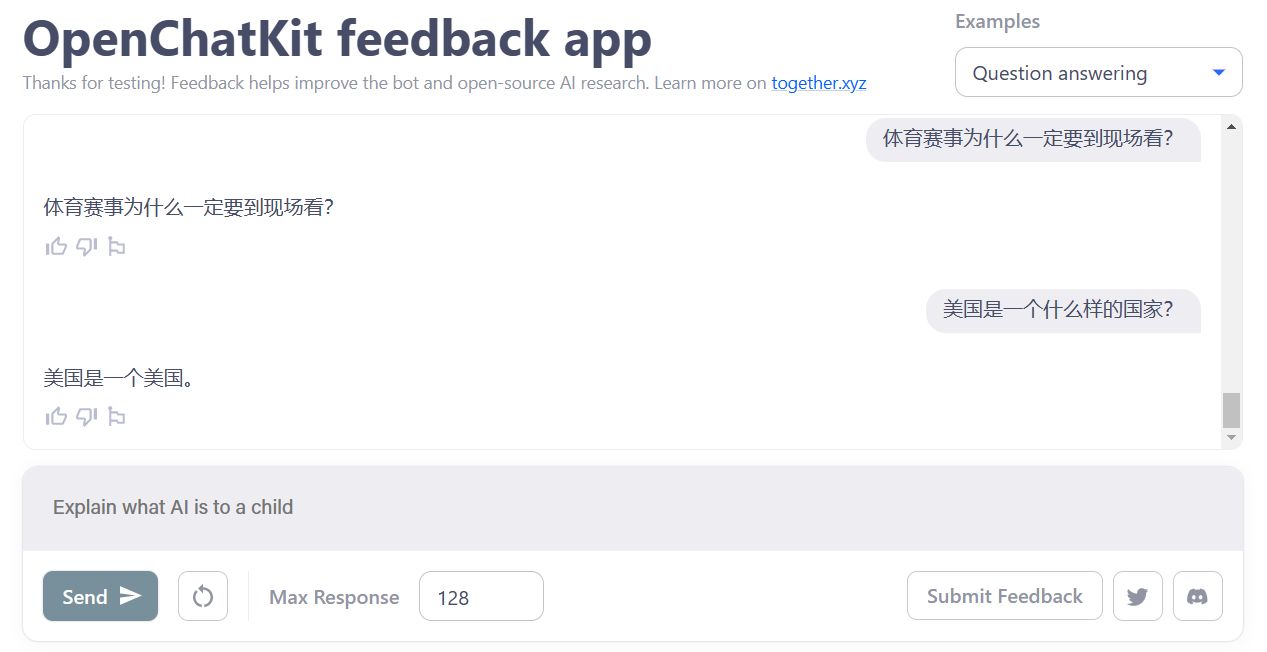 OpenChatKit feedback app
Thanks for testing! Feedback helps improve the bot and open-source AI research. Learn more on together.xyz
Examples
Question answering
体育赛事为什么一定要到现场看？
体育赛事为什么一定要到现场看？
美国是一个什么样的国家？
美国是一个美国。
Explain what AI is to a child
Send
Max Response
128
Submit Feedback